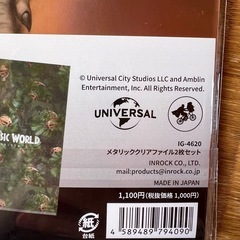 © Universal City Studios LLC and Amblin
Entertainment, Inc. All Rights Reserved.
UNIVERSAL
WORLD
IG-4620
メタリッククリアファイル2枚セット
INROCK CO., LTD.
mail:products@inrock.co.jp
MADE IN JAPAN
1,100円(税抜価格 1,000円)
紙
台紙
4 589489 794090